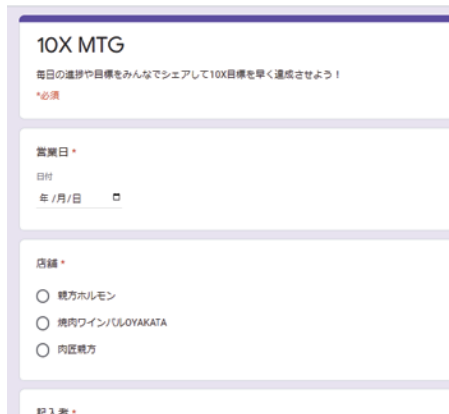 10X MTG
毎日の進捗や目標をみんなでシェアして10X目標を早く達成させよう！
*必須
営業日 *
日付
年 /月/日
店舗 *
親方ホルモン
焼肉ワインバルOYAKATA
肉匠親方
記入者 *